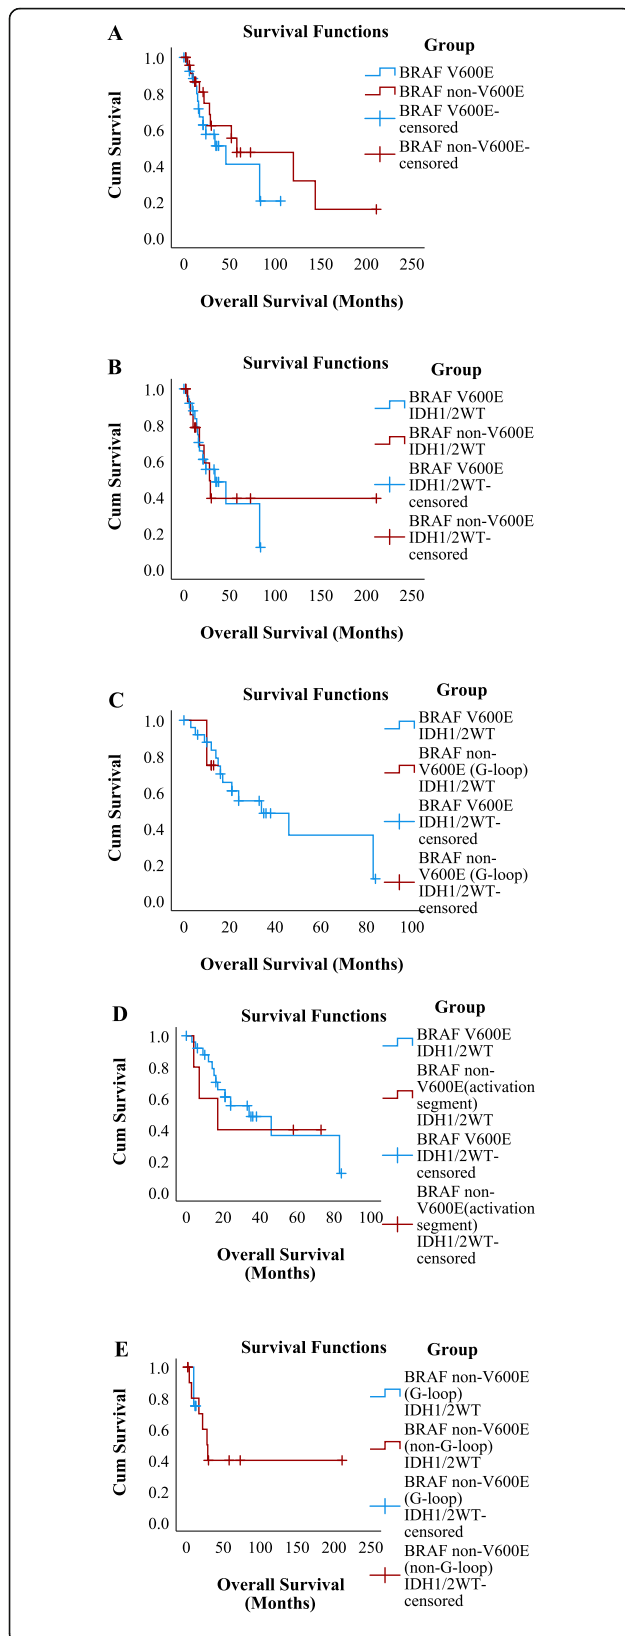 A
Survival Functions
Group
BRAF V600E
BRAF non-V600E
BRAF V600E-
censored
BRAF non-V600E-
censored
Cum Survival
1.0
0.8
0.6
0.4
0.2
0.0
0 50 100 150 200 250
Overall Survival (Months)
B
Survival Functions
Group
BRAF V600E
IDH1/2WT
BRAF non-V600E
IDH1/2WT
BRAF V600E
IDH1/2WT-
censored
BRAF non-V600E
IDH1/2WT-
censored
Cum Survival
1.0
0.8
0.6
0.4
0.2
0.0
0 50 100 150 200 250
Overall Survival (Months)
C
Survival Functions
Group
BRAF V600E
IDH1/2WT
BRAF non-
V600E (G-loop)
IDH1/2WT
BRAF V600E
IDH1/2WT-
censored
BRAF non-
V600E (G-loop)
IDH1/2WT-
censored
Cum Survival
1.0
0.8
0.6
0.4
0.2
0.0
0 20 40 60 80 100
Overall Survival (Months)
D
Survival Functions
Group
BRAF V600E
IDH1/2WT
BRAF non-
V600E(activation
segment)
IDH1/2WT
BRAF V600E
IDH1/2WT-
censored
BRAF non-
V600E(activation
segment)
IDH1/2WT-
censored
Cum Survival
1.0
0.8
0.6
0.4
0.2
0.0
0 20 40 60 80 100
Overall Survival
(Months)
E
Survival Functions
Group
BRAF non-V600E
(G-loop)
IDH1/2WT
BRAF non-V600E
(non-G-loop)
IDH1/2WT
BRAF non-V600E
(G-loop)
IDH1/2WT-
censored
BRAF non-V600E
(non-G-loop)
IDH1/2WT-
censored
Cum Survival
1.0
0.8
0.6
0.4
0.2
0.0
0 50 100 150 200 250
Overall Survival
(Months)